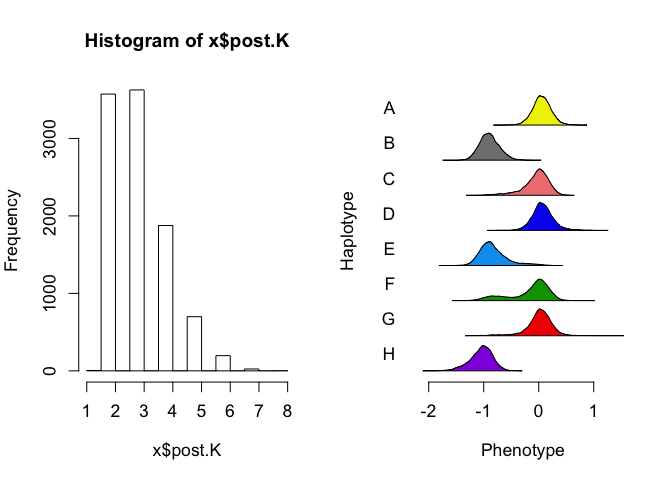 Histogram of x$post.K
Frequency
0
1000
2000
3000
1 2 3 4 5 6 7 8
x$post.K
Haplotype
A
B
C
D
E
F
G
H
-2 -1 0 1
Phenotype